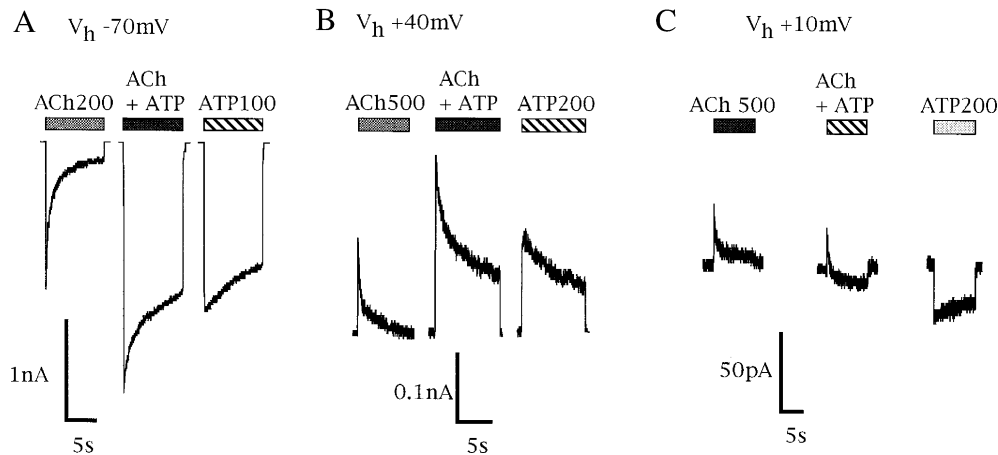 A Vh -70mV
ACh200
ACh
+ ATP
ATP100
1nA
5s
B Vh +40mV
ACh500
ACh
+ ATP
ATP200
0.1nA
5s
C Vh +10mV
ACh 500
ACh
+ ATP
ATP200
50pA
5s